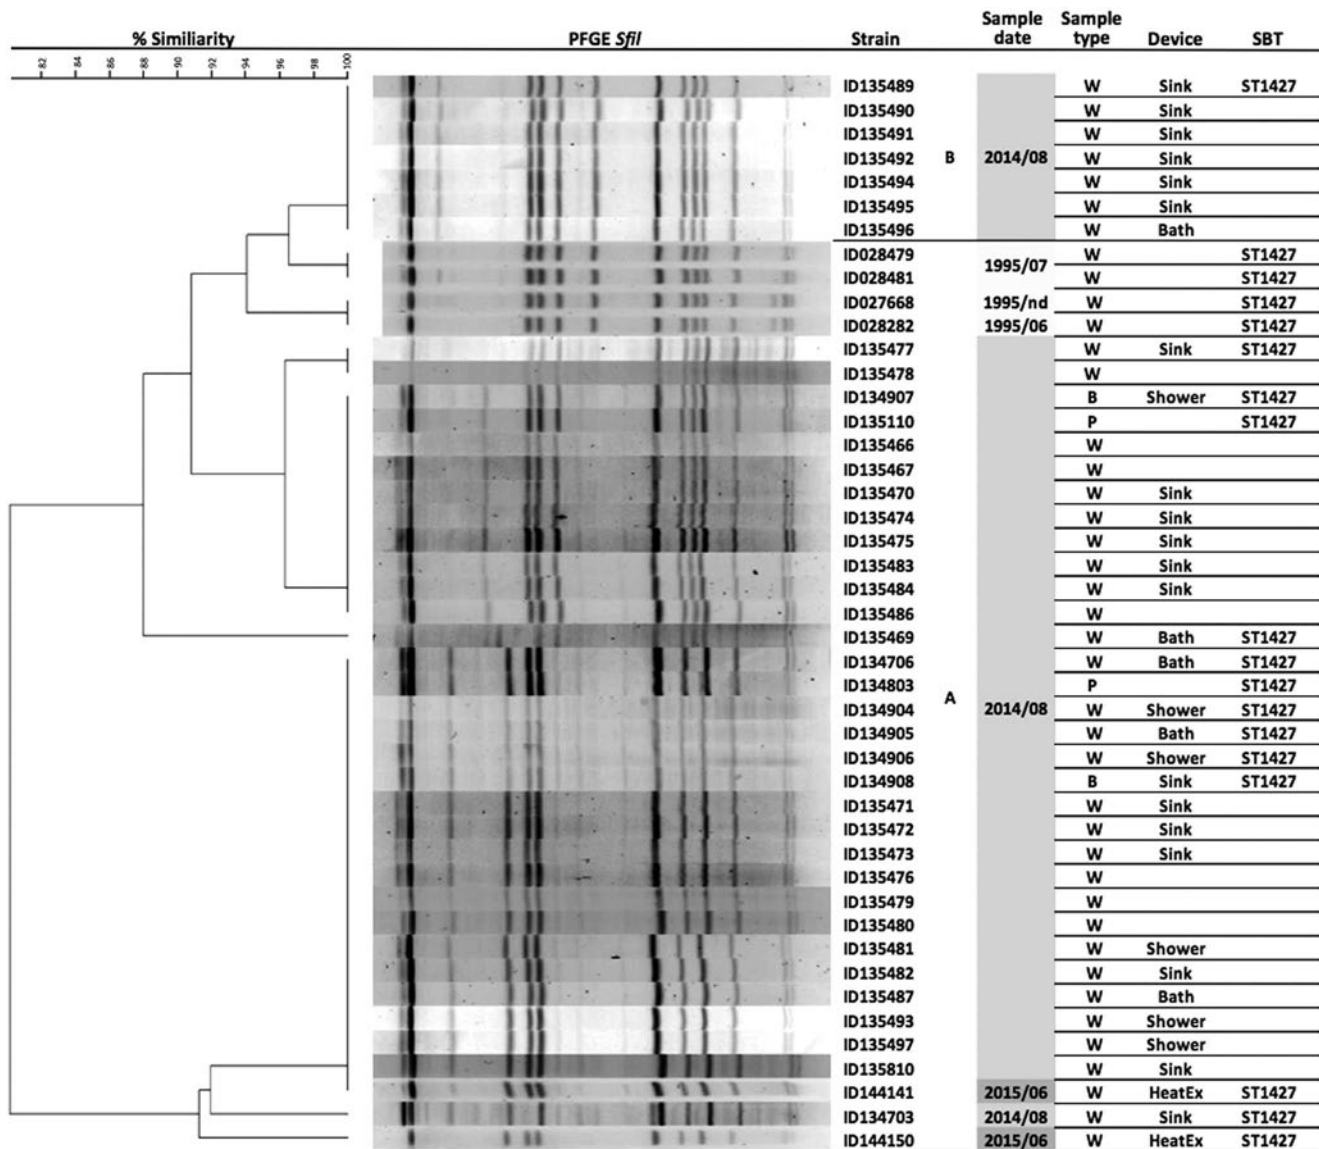 % Similiarity PFGE SfiI Strain Sample date Sample type Device SBT
82 84 86 88 90 92 94 96 98 100
ID135489 W Sink ST1427
ID135490 W Sink
ID135491 W Sink
ID135492 B 2014/08 W Sink
ID135494 W Sink
ID135495 W Sink
ID135496 W Bath
ID028479 W ST1427
1995/07
ID028481 W ST1427
ID027668 1995/nd W ST1427
ID028282 1995/06 W ST1427
ID135477 W Sink ST1427
ID135478 W
ID134907 B Shower ST1427
ID135110 P ST1427
ID135466 W
ID135467 W
ID135470 W Sink
ID135474 W Sink
ID135475 W Sink
ID135483 W Sink
ID135484 W Sink
ID135486 W
ID135469 W Bath ST1427
ID134706 W Bath ST1427
ID134803 P ST1427
A 2014/08
ID134904 W Shower ST1427
ID134905 W Bath ST1427
ID134906 W Shower ST1427
ID134908 B Sink ST1427
ID135471 W Sink
ID135472 W Sink
ID135473 W Sink
ID135476 W
ID135479 W
ID135480 W
ID135481 W Shower
ID135482 W Sink
ID135487 W Bath
ID135493 W Shower
ID135497 W Shower
ID135810 W Sink
ID144141 2015/06 W HeatEx ST1427
ID134703 2014/08 W Sink ST1427
ID144150 2015/06 W HeatEx ST1427